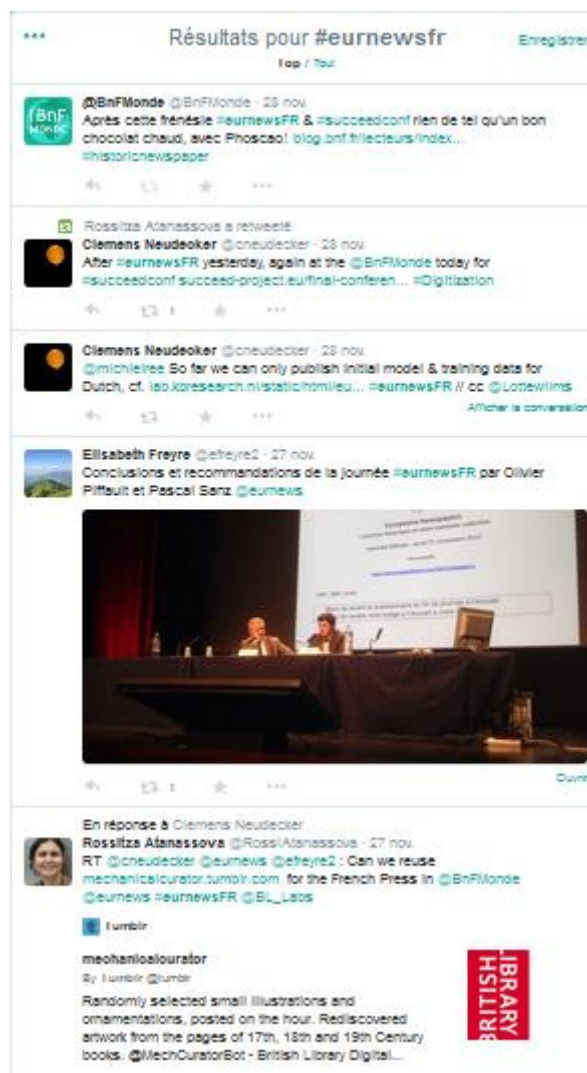 Résultats pour #eurnewsfr
Enregistrer
Top / Tout
(BnF
MONDE
@BnFMonde @BnFMonde · 28 nov.
Après cette frénésie #eurnewsFR & #succeedconf rien de tel qu'un bon
chocolat chaud, avec Phoscao! blog.bnf.fr/lecteurs/index...
#historicnewspaper
Rossitza Atanassova a retweeté
Clemens Neudecker @cneudecker · 28 nov.
After #eurnewsFR yesterday, again at the @BnFMonde today for
#succeedconf succeed-project.eu/final-conferen... #Digitization
1
Clemens Neudecker @cneudecker · 28 nov.
@michielree So far we can only publish initial model & training data for
Dutch, cf. lab.kbresearch.nl/static/html/eu... #eurnewsFR // cc @Lottewilms
Afficher la conversation
Elisabeth Freyre @efreyre2 · 27 nov.
Conclusions et recommandations de la journée #eurnewsFR par Olivier
Piffault et Pascal Sanz @eurnews
1
Ouvrir
En réponse à Clemens Neudecker
Rossitza Atanassova @RossiAtanassova · 27 nov.
RT @cneudecker @eurnews @efreyre2 : Can we reuse
mechanicalcurator.tumblr.com for the French Press in @BnFMonde
@eurnews #eurnewsFR @BL_Labs
Tumblr
mechanicalcurator
By Tumblr @tumblr
Randomly selected small illustrations and
ornamentations, posted on the hour. Rediscovered
artwork from the pages of 17th, 18th and 19th Century
books. @MechCuratorBot - British Library Digital...
BRITISH
LIBRARY